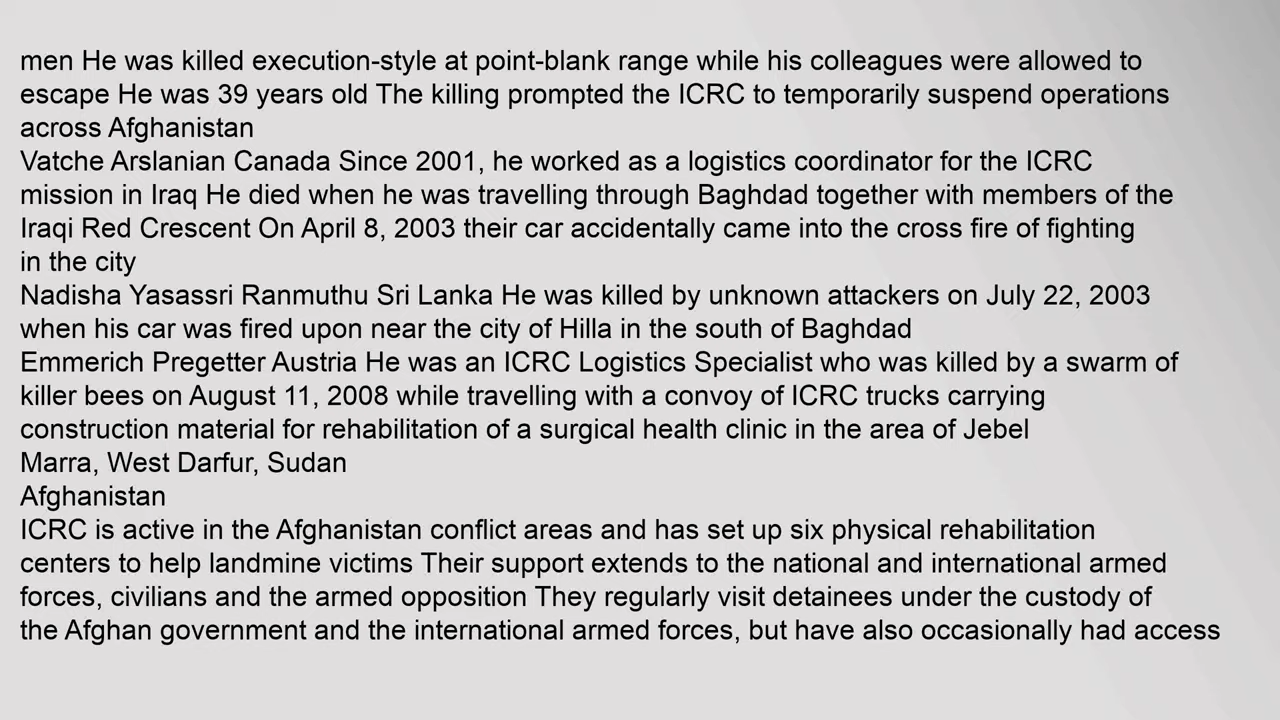 men He was killed execution-style at point-blank range while his colleagues were allowed to
escape He was 39 years old The killing prompted the ICRC to temporarily suspend operations
across Afghanistan
Vatche Arslanian Canada Since 2001, he worked as a logistics coordinator for the ICRC
mission in Iraq He died when he was travelling through Baghdad together with members of the
Iraqi Red Crescent On April 8, 2003 their car accidentally came into the cross fire of fighting
in the city
Nadisha Yasassri Ranmuthu Sri Lanka He was killed by unknown attackers on July 22, 2003
when his car was fired upon near the city of Hilla in the south of Baghdad
Emmerich Pregetter Austria He was an ICRC Logistics Specialist who was killed by a swarm of
killer bees on August 11, 2008 while travelling with a convoy of ICRC trucks carrying
construction material for rehabilitation of a surgical health clinic in the area of Jebel
Marra, West Darfur, Sudan
Afghanistan
ICRC is active in the Afghanistan conflict areas and has set up six physical rehabilitation
centers to help landmine victims Their support extends to the national and international armed
forces, civilians and the armed opposition They regularly visit detainees under the custody of
the Afghan government and the international armed forces, but have also occasionally had access